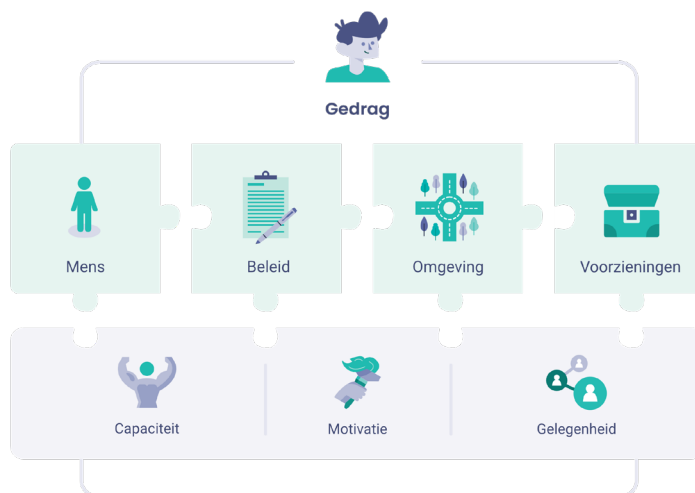 Gedrag
Mens
Beleid
Omgeving
Voorzieningen
Capaciteit
Motivatie
Gelegenheid